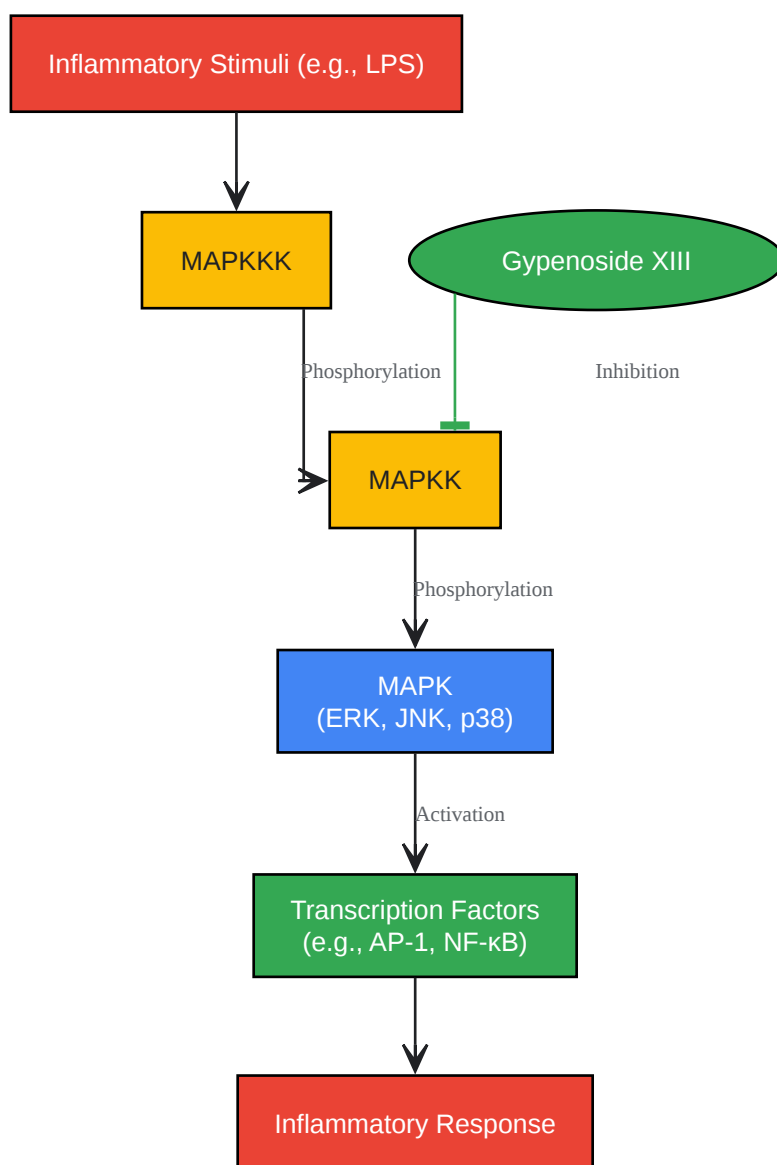 Inflammatory Stimuli (e.g., LPS)
MAPKKK
Gypenoside XIII
Phosphorylation
Inhibition
MAPKK
Phosphorylation
MAPK
(ERK, JNK, p38)
Activation
Transcription Factors
(e.g., AP-1, NF-κB)
Inflammatory Response